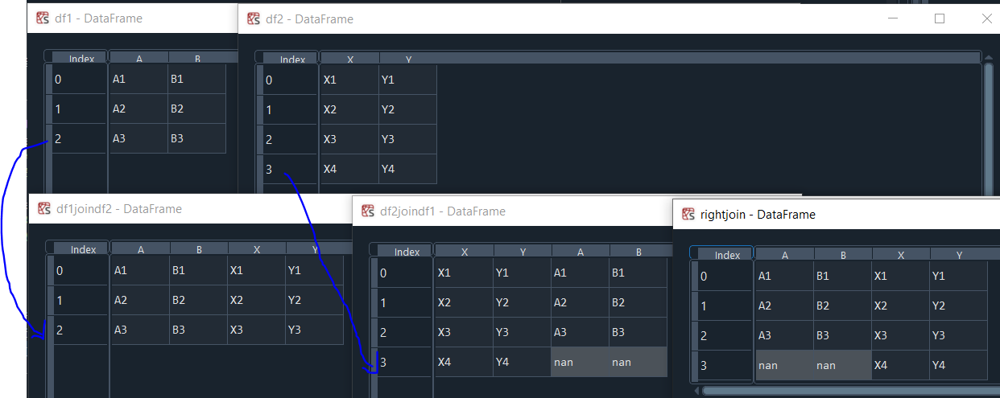 df1 - DataFrame
Index A B
0 A1 B1
1 A2 B2
2 A3 B3
df2 - DataFrame
Index X Y
0 X1 Y1
1 X2 Y2
2 X3 Y3
3 X4 Y4
df1joindf2 - DataFrame
Index A B X Y
0 A1 B1 X1 Y1
1 A2 B2 X2 Y2
2 A3 B3 X3 Y3
df2joindf1 - DataFrame
Index X Y A B
0 X1 Y1 A1 B1
1 X2 Y2 A2 B2
2 X3 Y3 A3 B3
3 X4 Y4 nan nan
rightjoin - DataFrame
Index A B X Y
0 A1 B1 X1 Y1
1 A2 B2 X2 Y2
2 A3 B3 X3 Y3
3 nan nan X4 Y4